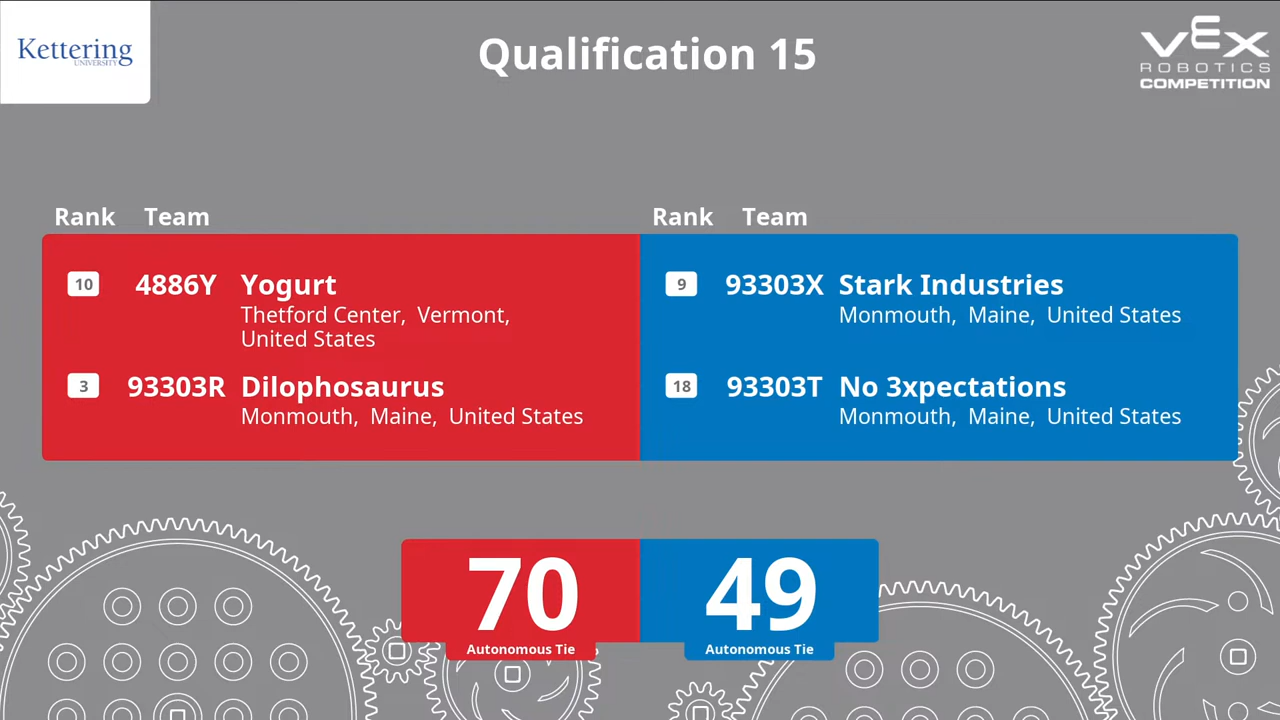 Kettering
UNIVERSITY
Qualification 15
VEX
ROBOTICS
COMPETITION
Rank Team
10 4886Y Yogurt
Thetford Center, Vermont,
United States
3 93303R Dilophosaurus
Monmouth, Maine, United States
Rank Team
9 93303X Stark Industries
Monmouth, Maine, United States
18 93303T No 3xpectations
Monmouth, Maine, United States
70
Autonomous Tie
49
Autonomous Tie